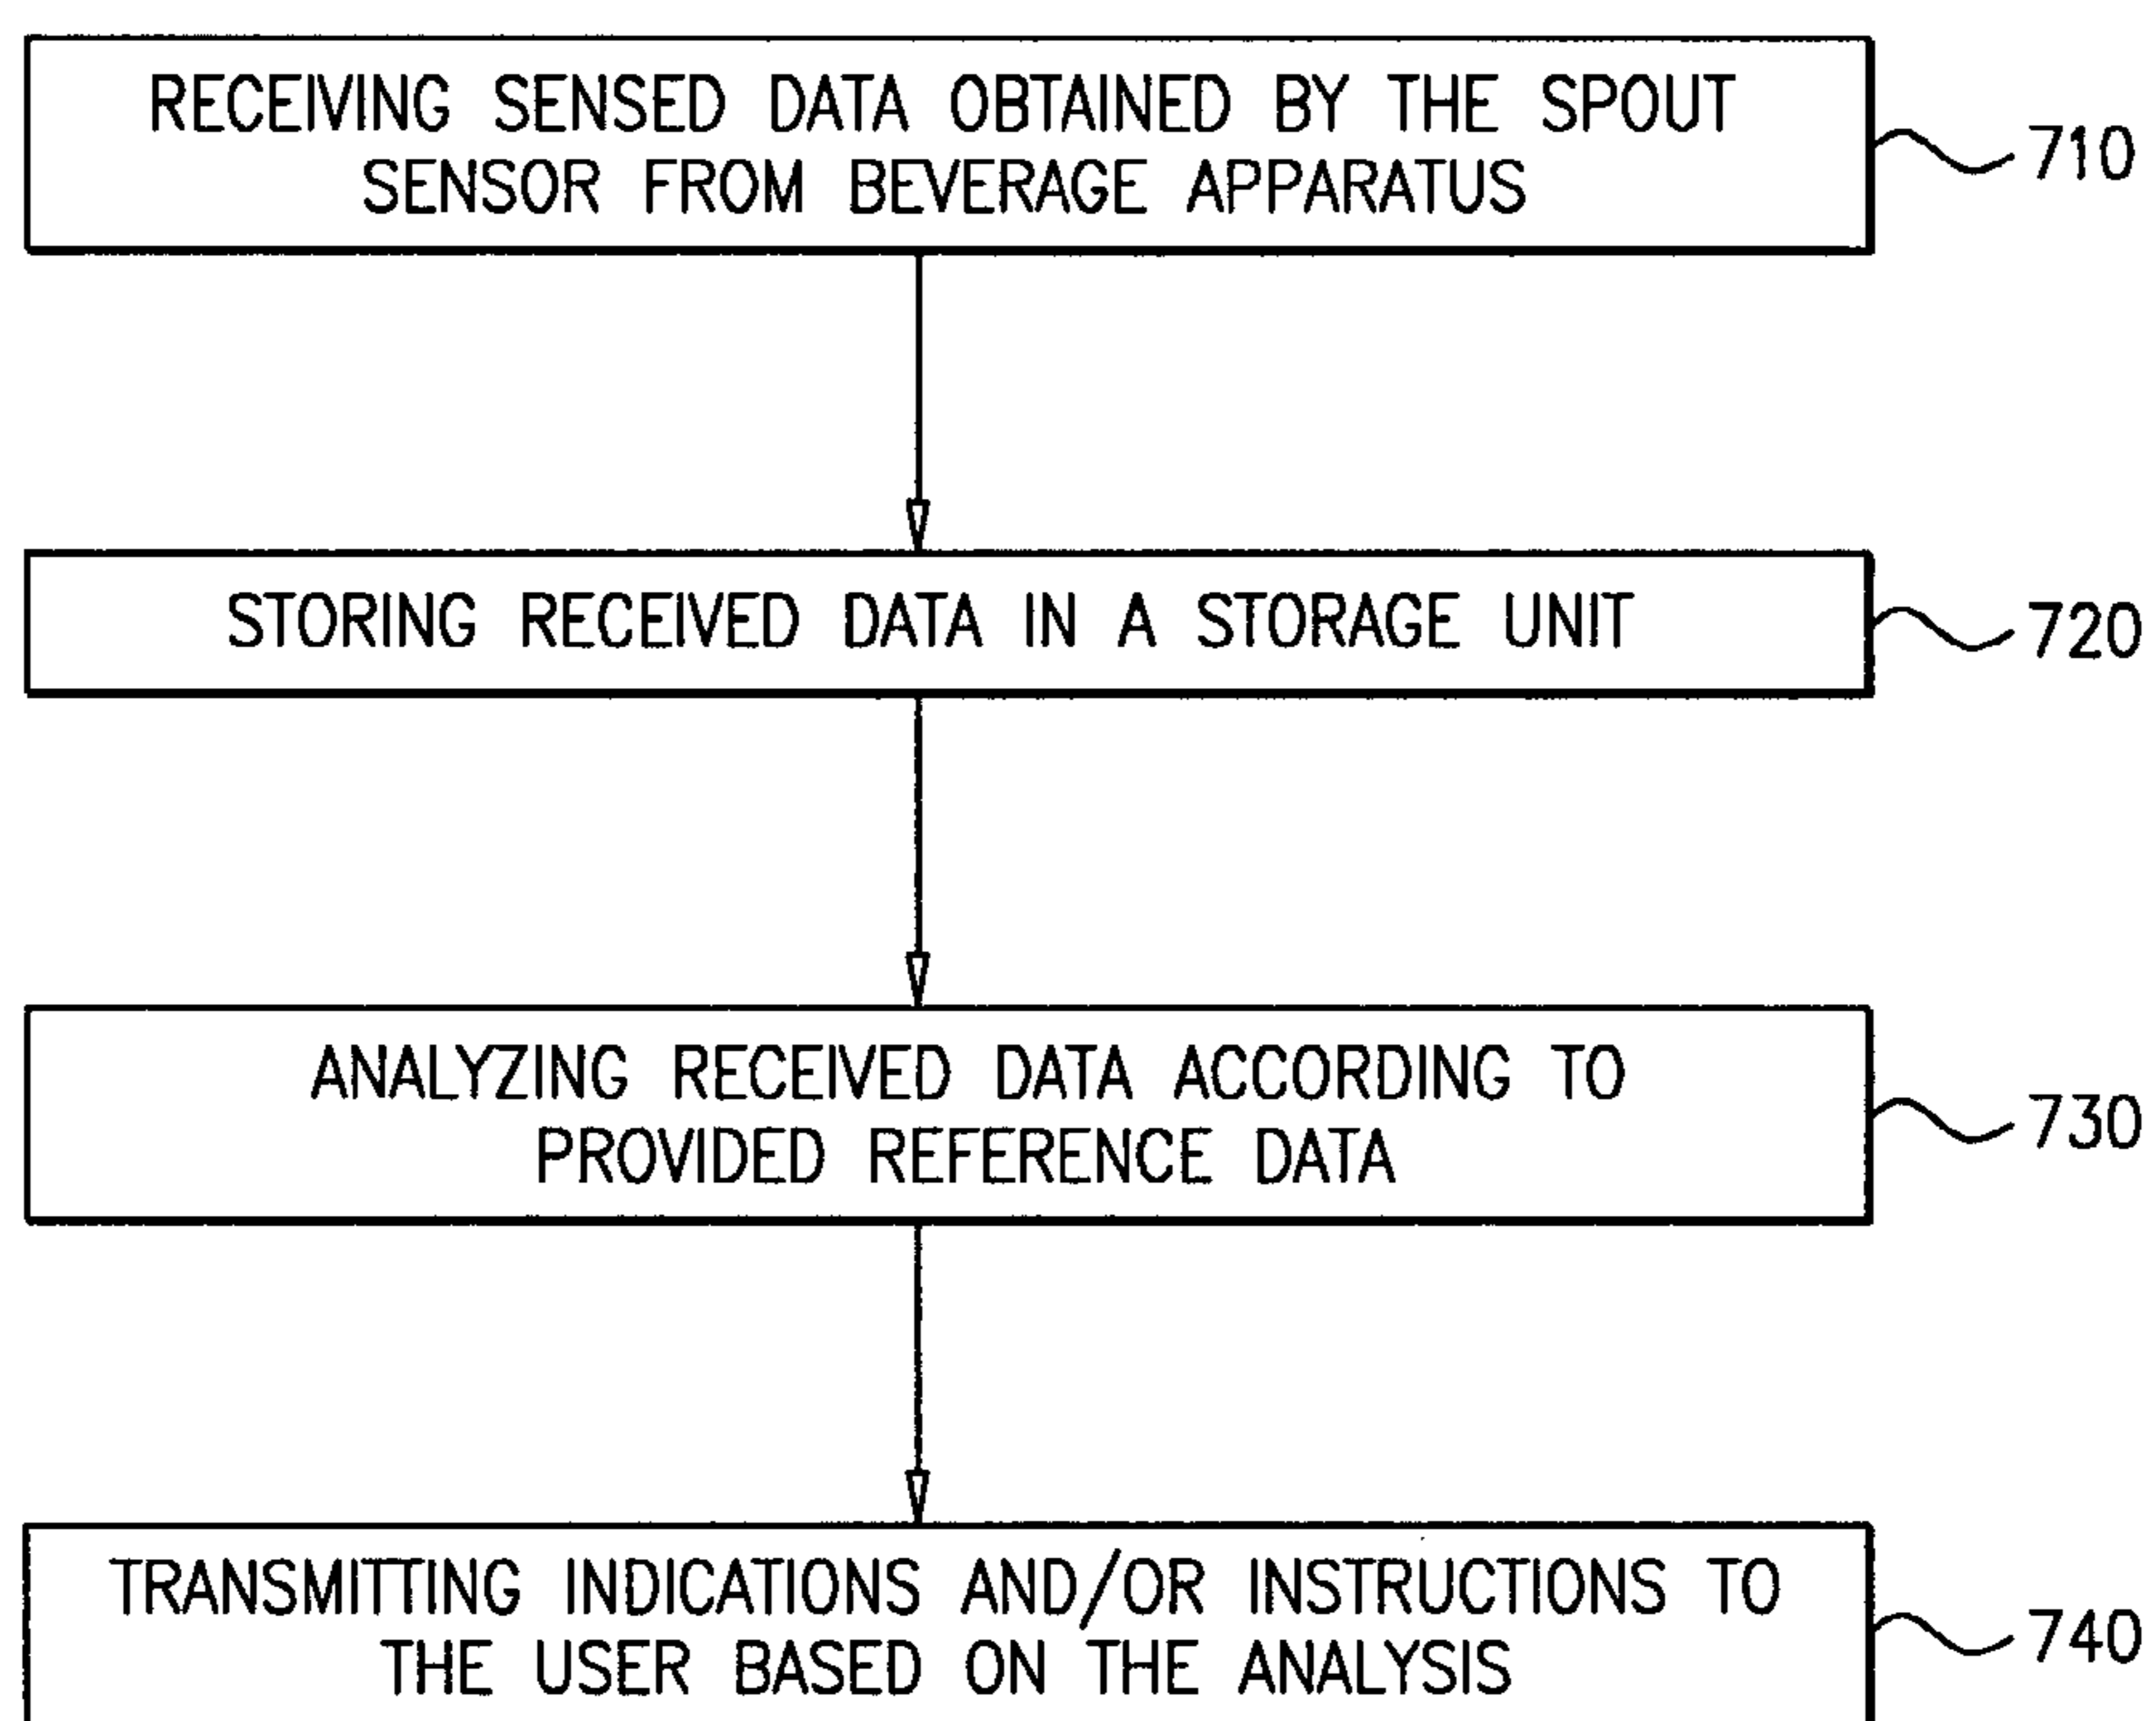 RECEIVING SENSED DATA OBTAINED BY THE SPOUT
SENSOR FROM BEVERAGE APPARATUS
710
STORING RECEIVED DATA IN A STORAGE UNIT
720
ANALYZING RECEIVED DATA ACCORDING TO
PROVIDED REFERENCE DATA
730
TRANSMITTING INDICATIONS AND/OR INSTRUCTIONS TO
THE USER BASED ON THE ANALYSIS
740